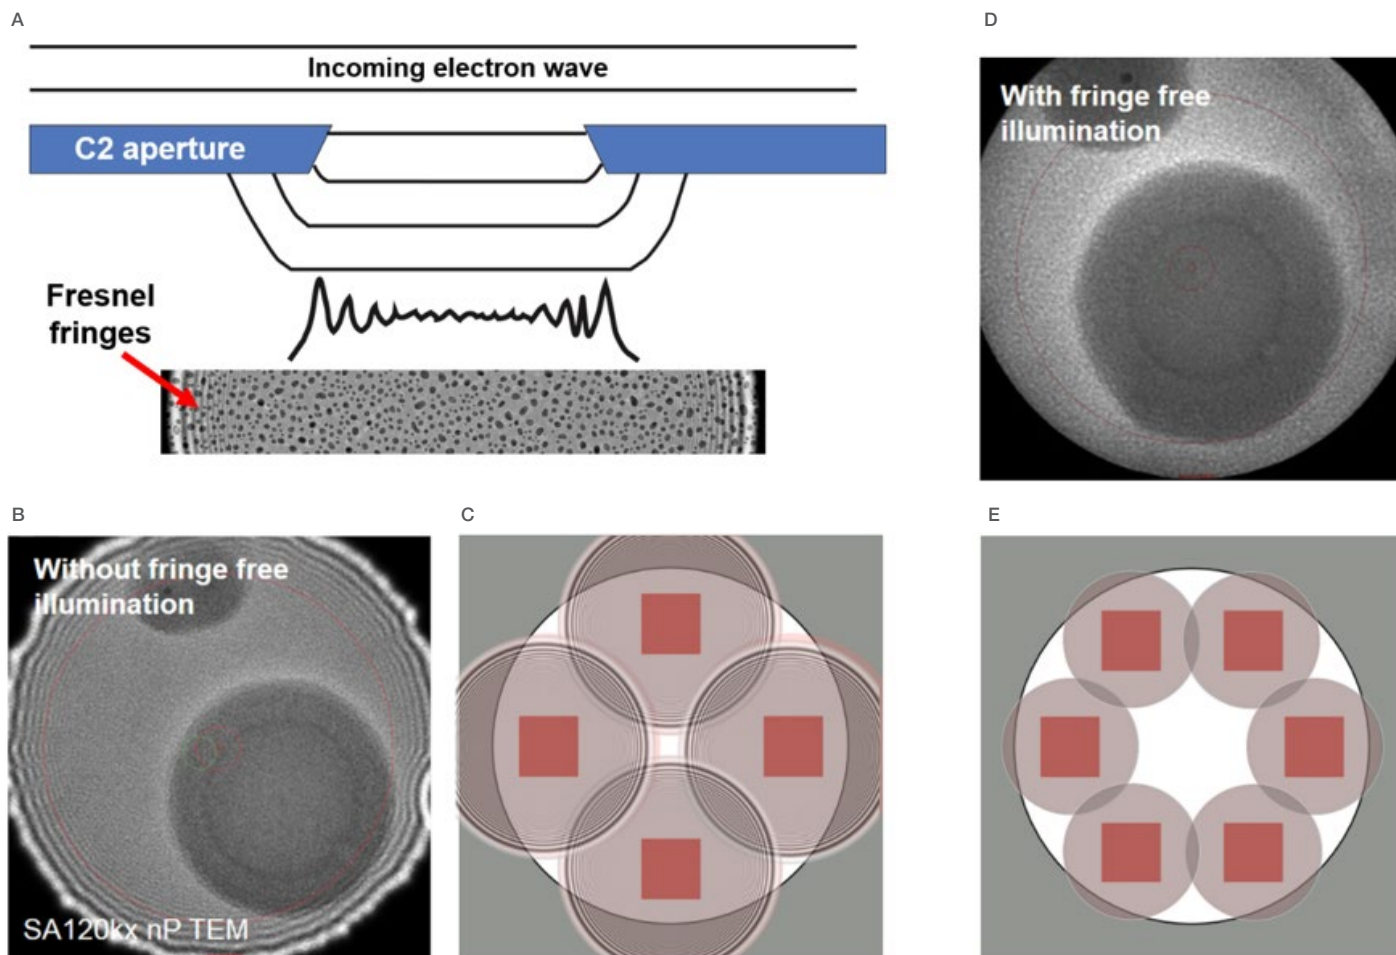 A
Incoming electron wave
C2 aperture
Fresnel
fringes
B
Without fringe free
illumination
SA120kx nP TEM
C
D
With fringe free
illumination
E